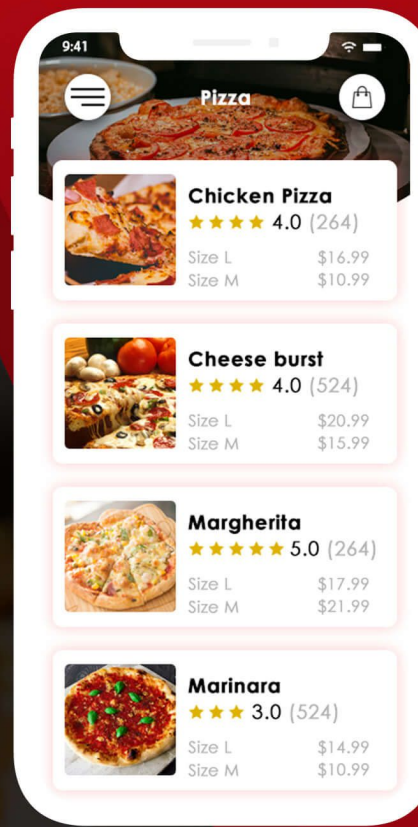 9:41
Pizza
Chicken Pizza
4.0 (264)
Size L $16.99
Size M $10.99
Cheese burst
4.0 (524)
Size L $20.99
Size M $15.99
Margherita
5.0 (264)
Size L $17.99
Size M $21.99
Marinara
3.0 (524)
Size L $14.99
Size M $10.99